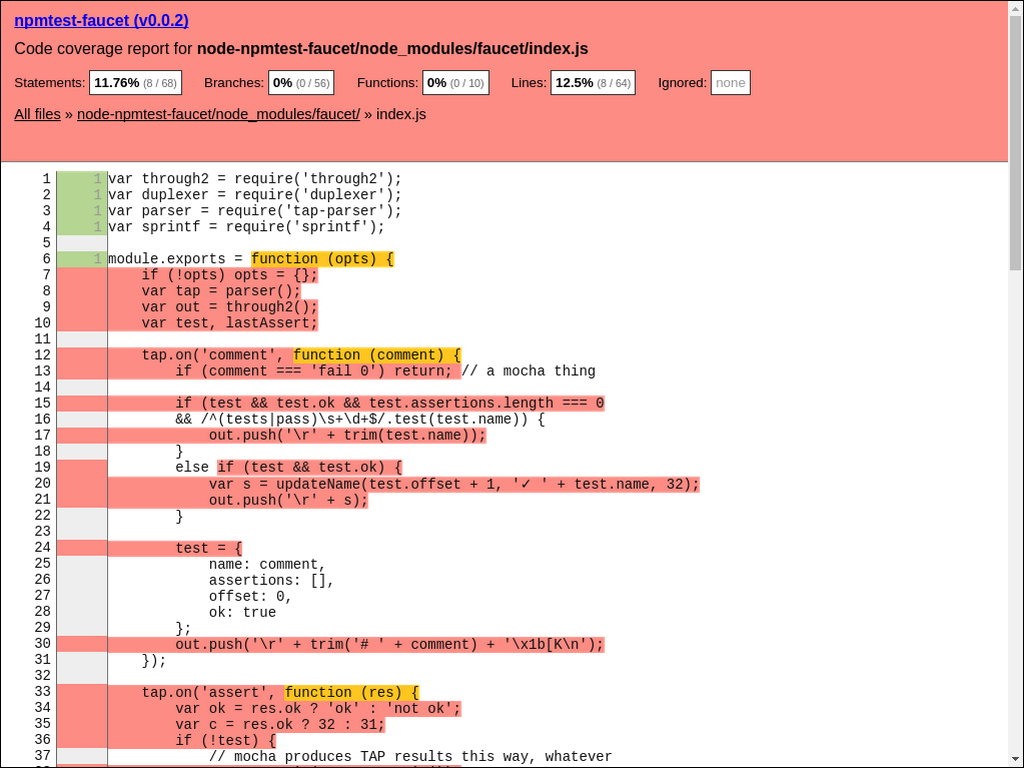 npmtest-faucet (v0.0.2)
Code coverage report for node-npmtest-faucet/node_modules/faucet/index.js
Statements: 11.76% (8 / 68) Branches: 0% (0 / 56) Functions: 0% (0 / 10) Lines: 12.5% (8 / 64) Ignored: none
All files » node-npmtest-faucet/node_modules/faucet/ » index.js
1 1 var through2 = require('through2');
2 1 var duplexer = require('duplexer');
3 1 var parser = require('tap-parser');
4 1 var sprintf = require('sprintf');
5
6 1 module.exports = function (opts) {
7     if (!opts) opts = {};
8     var tap = parser();
9     var out = through2();
10     var test, lastAssert;
11
12     tap.on('comment', function (comment) {
13         if (comment === 'fail 0') return; // a mocha thing
14
15         if (test && test.ok && test.assertions.length === 0
16         && /^(tests|pass)\s+\d+$/.test(test.name)) {
17             out.push('\r' + trim(test.name));
18         }
19         else if (test && test.ok) {
20             var s = updateName(test.offset + 1, '✓ ' + test.name, 32);
21             out.push('\r' + s);
22         }
23
24         test = {
25             name: comment,
26             assertions: [],
27             offset: 0,
28             ok: true
29         };
30         out.push('\r' + trim('# ' + comment) + '\x1b[K\n');
31     });
32
33     tap.on('assert', function (res) {
34         var ok = res.ok ? 'ok' : 'not ok';
35         var c = res.ok ? 32 : 31;
36         if (!test) {
37             // mocha produces TAP results this way, whatever